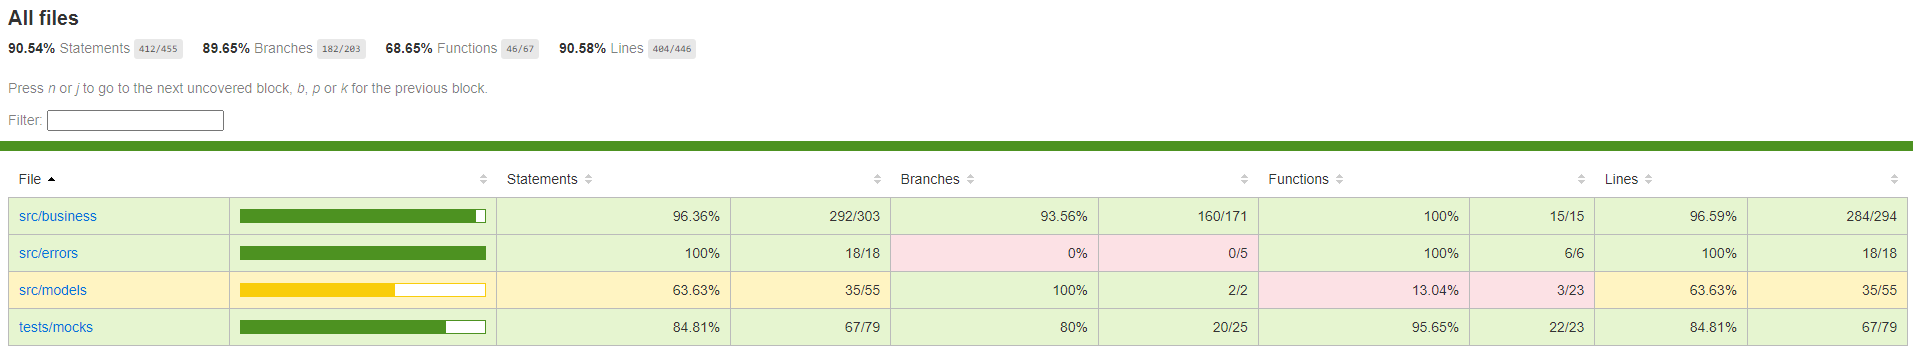 All files
90.54% Statements 412/455 89.65% Branches 182/203 68.65% Functions 46/67 90.58% Lines 404/446
Press n or j to go to the next uncovered block, b, p or k for the previous block.
Filter:
File Statements Branches Functions Lines
src/business 96.36% 292/303 93.56% 160/171 100% 15/15 96.59% 284/294
src/errors 100% 18/18 0% 0/5 100% 6/6 100% 18/18
src/models 63.63% 35/55 100% 2/2 13.04% 3/23 63.63% 35/55
tests/mocks 84.81% 67/79 80% 20/25 95.65% 22/23 84.81% 67/79